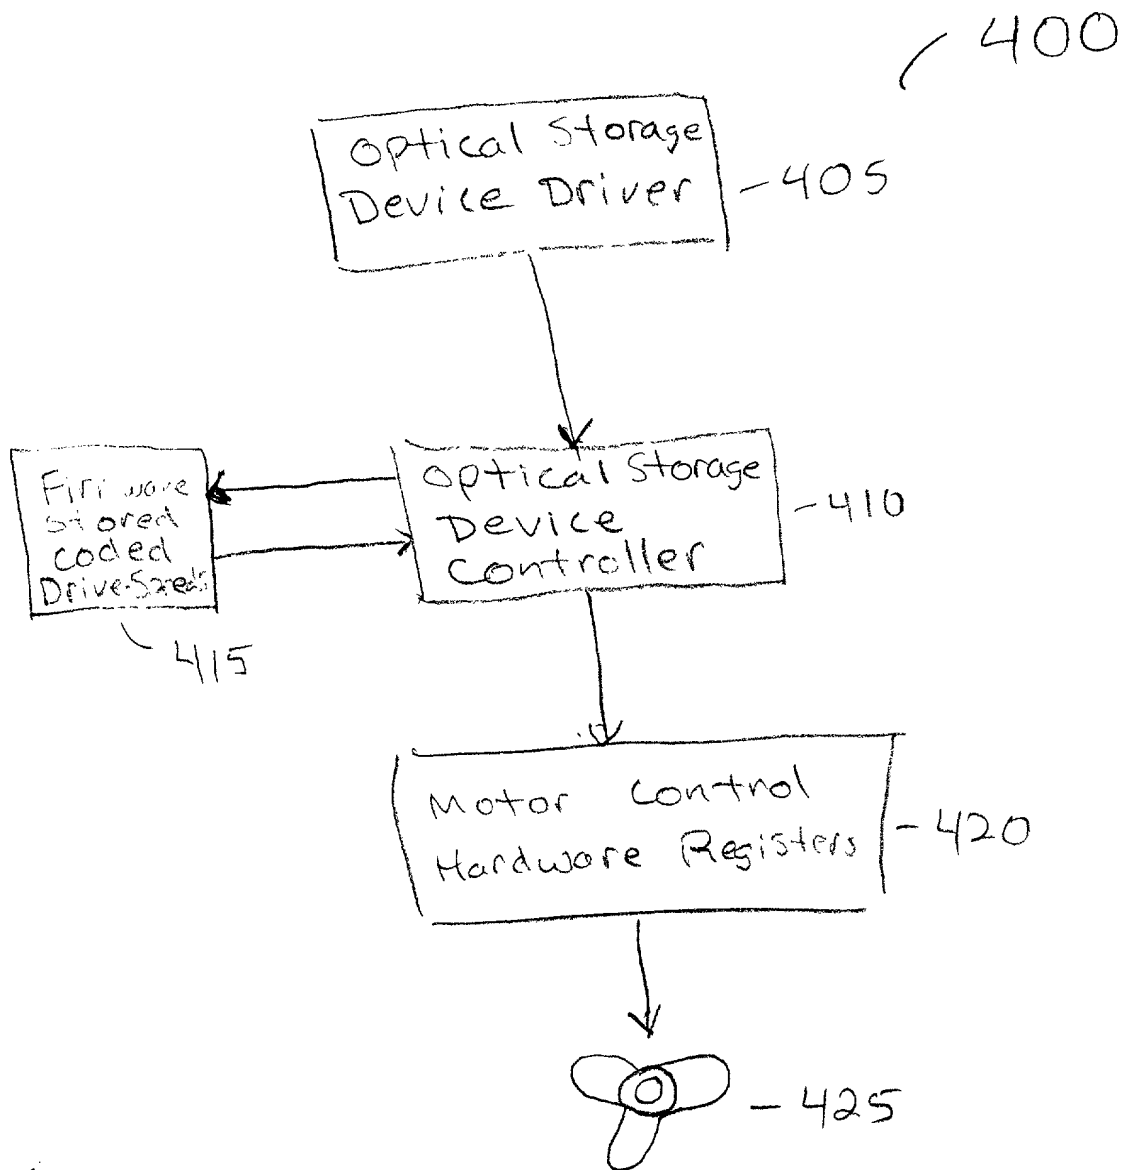 400
Optical Storage
Device Driver
- 405
Optical Storage
Device
Controller
- 410
Firmware
stored
coded
Drive Speeds
415
Motor Control
Hardware Registers
- 420
- 425